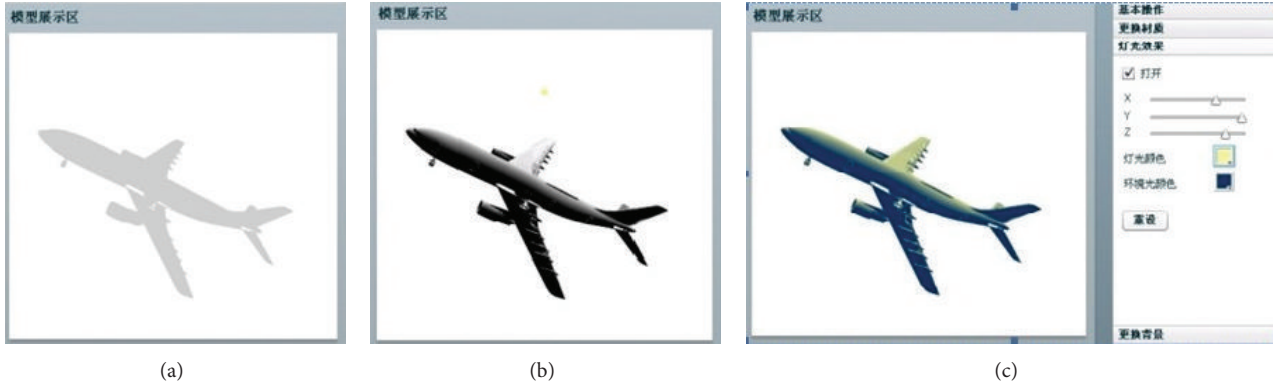 模型展示区
模型展示区
模型展示区
基本操作
更换材质
灯光效果
打开
X
Y
Z
灯光颜色
环境光颜色
重设
更换背景
(a)
(b)
(c)